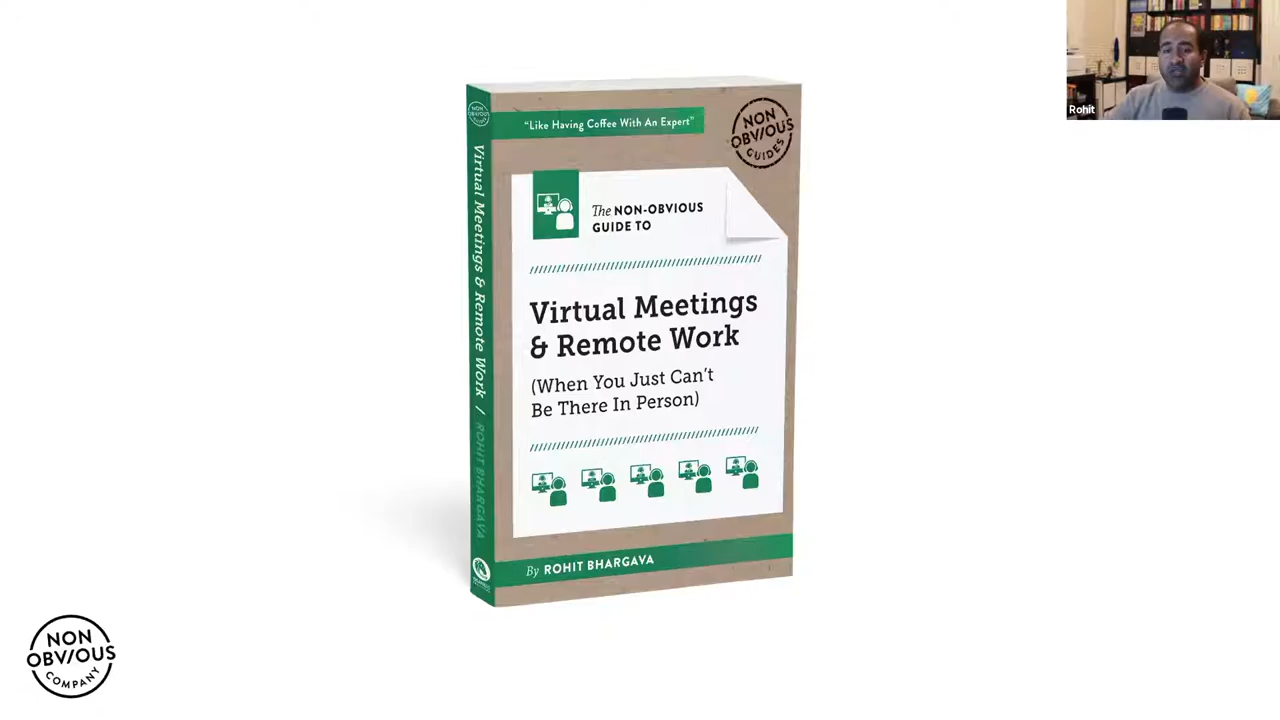 Rohit
"Like Having Coffee With An Expert"
NON
OBV/OUS
GUIDES
The NON-OBVIOUS
GUIDE TO
Virtual Meetings
& Remote Work
(When You Just Can't
Be There In Person)
By ROHIT BHARGAVA
Virtual Meetings & Remote Work / ROHIT BHARGAVA
NON
OBV/OUS
COMPANY